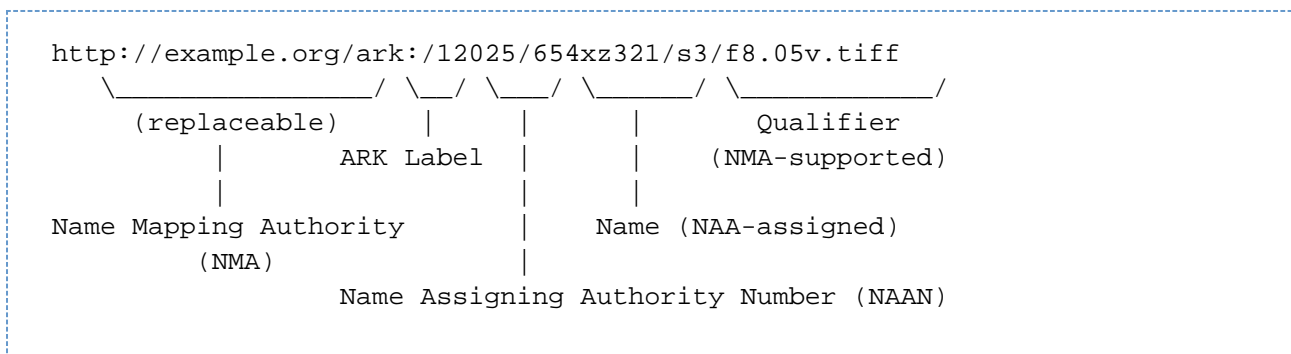 http://example.org/ark:/12025/654xz321/s3/f8.05v.tiff
   \________________/ \__/ \___/ \______/ \____________/
     (replaceable)     |     |      |       Qualifier
          |       ARK Label  |      |    (NMA-supported)
          |                  |      |
Name Mapping Authority       |    Name (NAA-assigned)
         (NMA)               |
                  Name Assigning Authority Number (NAAN)